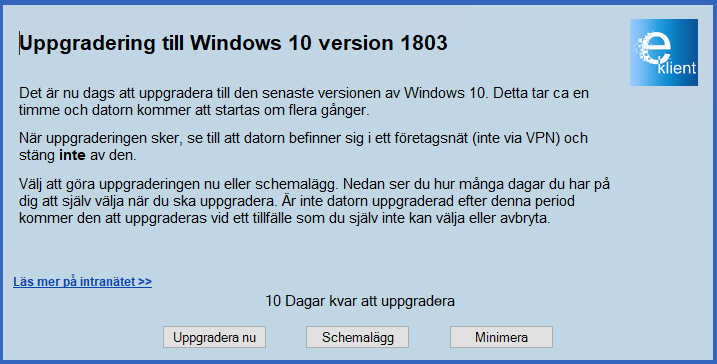 Uppgradering till Windows 10 version 1803
e
klient
Det är nu dags att uppgradera till den senaste versionen av Windows 10. Detta tar ca en
timme och datorn kommer att startas om flera gånger.
När uppgraderingen sker, se till att datorn befinner sig i ett företagsnät (inte via VPN) och
stäng inte av den.
Välj att göra uppgraderingen nu eller schemalägg. Nedan ser du hur många dagar du har på
dig att själv välja när du ska uppgradera. Är inte datorn uppgraderad efter denna period
kommer den att uppgraderas vid ett tillfälle som du själv inte kan välja eller avbryta.
Läs mer på intranätet >>
10 Dagar kvar att uppgradera
Uppgradera nu
Schemalägg
Minimera